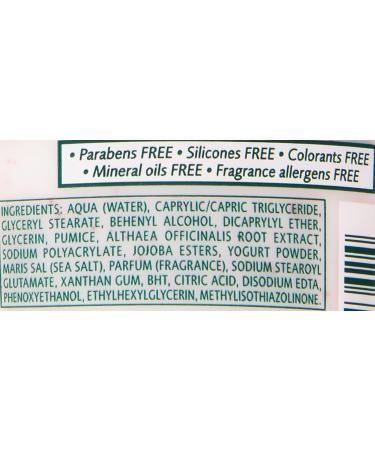 • Parabens FREE • Silicones FREE • Colorants FREE
• Mineral oils FREE • Fragrance allergens FREE
INGREDIENTS: AQUA (WATER), CAPRYLIC/CAPRIC TRIGLYCERIDE,
GLYCERYL STEARATE, BEHENYL ALCOHOL, DICAPRYLYL ETHER,
GLYCERIN, PUMICE, ALTHAEA OFFICINALIS ROOT EXTRACT,
SODIUM POLYACRYLATE, JOJOBA ESTERS, YOGURT POWDER,
MARIS SAL (SEA SALT), PARFUM (FRAGRANCE), SODIUM STEAROYL
GLUTAMATE, XANTHAN GUM, BHT, CITRIC ACID, DISODIUM EDTA,
PHENOXYETHANOL, ETHYLHEXYLGLYCERIN, METHYLISOTHIAZOLINONE.